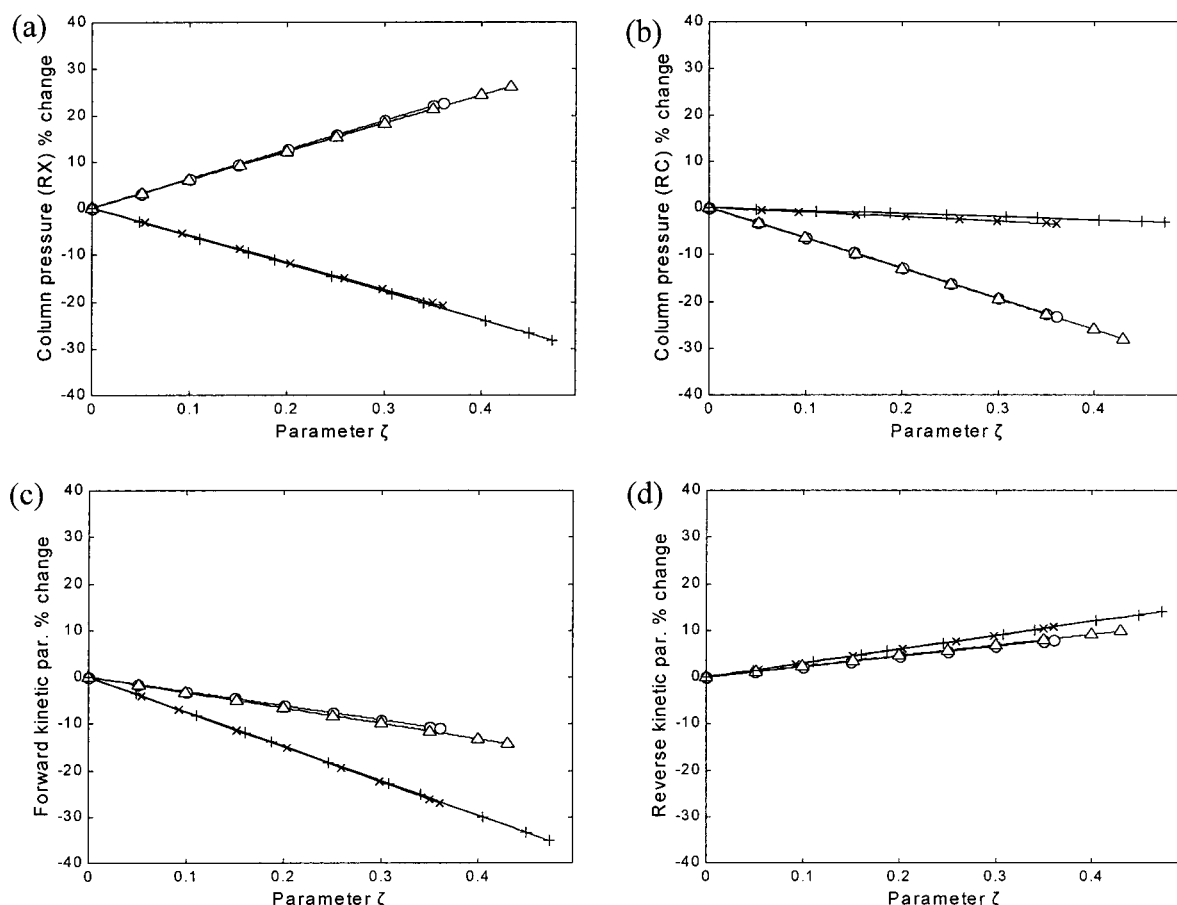 (a)
Column pressure (RX) % change
40
30
20
10
0
-10
-20
-30
-40
0 0.1 0.2 0.3 0.4
Parameter ζ
(b)
Column pressure (RC) % change
40
30
20
10
0
-10
-20
-30
-40
0 0.1 0.2 0.3 0.4
Parameter ζ
(c)
Forward kinetic par. % change
40
30
20
10
0
-10
-20
-30
-40
0 0.1 0.2 0.3 0.4
Parameter ζ
(d)
Reverse kinetic par. % change
40
30
20
10
0
-10
-20
-30
-40
0 0.1 0.2 0.3 0.4
Parameter ζ